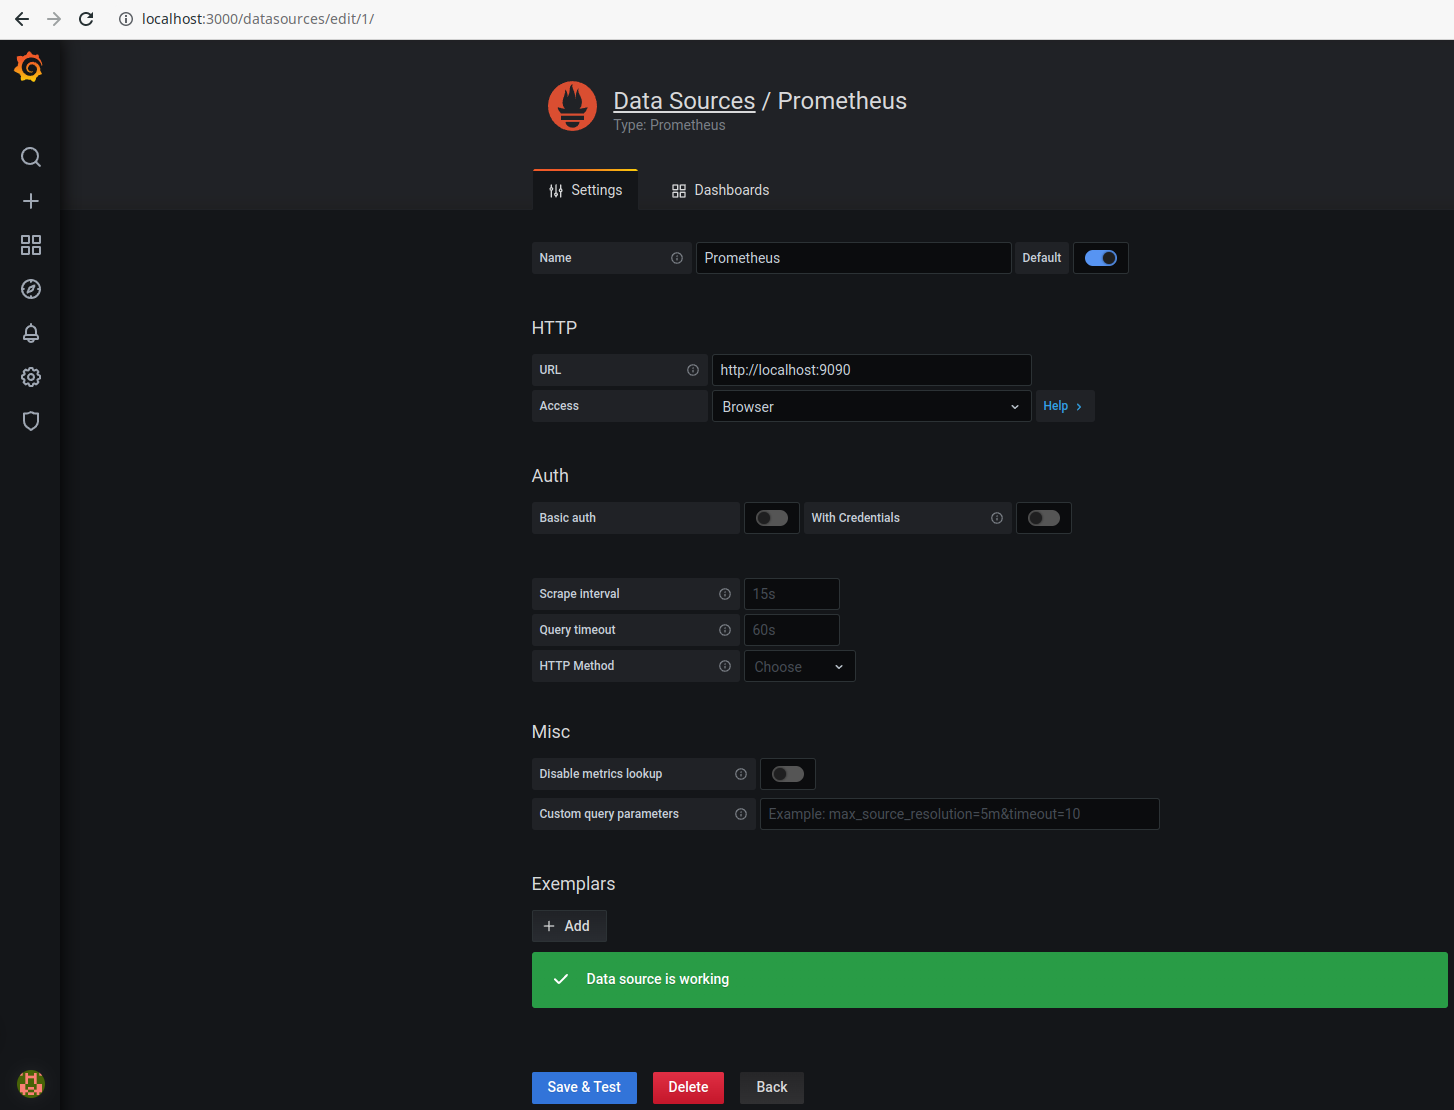 localhost:3000/datasources/edit/1/
Data Sources / Prometheus
Type: Prometheus
Settings Dashboards
Name Prometheus Default
HTTP
URL http://localhost:9090
Access Browser Help
Auth
Basic auth With Credentials
Scrape interval 15s
Query timeout 60s
HTTP Method Choose
Misc
Disable metrics lookup
Custom query parameters Example: max_source_resolution=5m&timeout=10
Exemplars
+ Add
Data source is working
Save & Test Delete Back